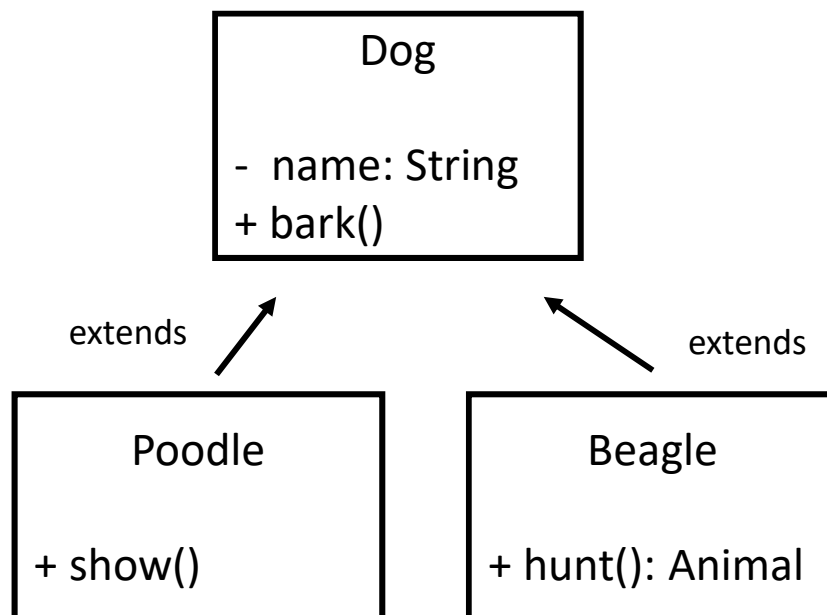 Dog
- name: String
+ bark()
extends
extends
Poodle
+ show()
Beagle
+ hunt(): Animal